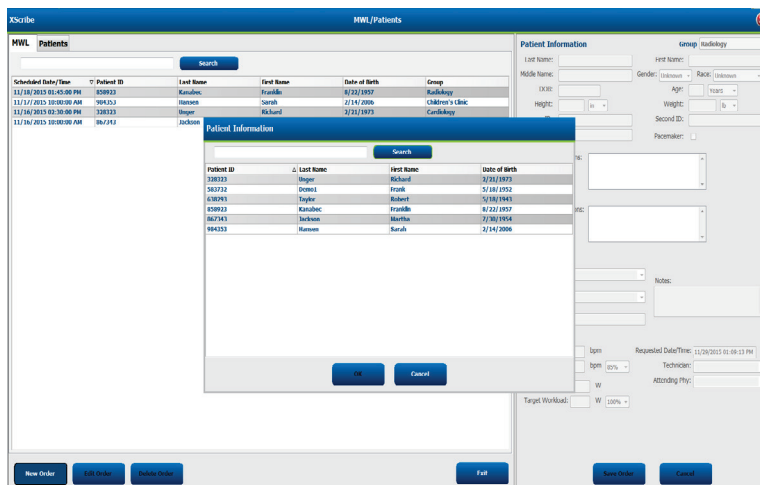 XScribe MWL/Patients
MWL Patients
Search
Scheduled Date/Time Patient ID Last Name First Name Date of Birth Group
11/18/2015 01:45:00 PM 858923 Kanabec Franklin 8/22/1957 Radiology
11/17/2015 10:00:00 AM 984353 Hansen Sarah 2/14/2006 Children's Clinic
11/16/2015 02:30:00 PM 328323 Unger Richard 2/21/1973 Cardiology
11/16/2015 10:00:00 AM 867343 Jackson
Patient Information
Search
Patient ID Last Name First Name Date of Birth
328323 Unger Richard 2/21/1973
583732 Demo1 Frank 5/18/1952
638293 Taylor Robert 5/18/1943
858923 Kanabec Franklin 8/22/1957
867343 Jackson Martha 7/30/1954
984353 Hansen Sarah 2/14/2006
OK Cancel
Patient Information Group Radiology
Last Name: First Name:
Middle Name: Gender: Unknown Race: Unknown
DOB: Age: Years
Height: in Weight: lb
Second ID:
Pacemaker:
Notes:
bpm Requested Date/Time: 11/29/2015 01:09:13 PM
bpm 85% Technician:
W Attending Phy:
Target Workload: W 100%
New Order Edit Order Delete Order Exit Save Order Cancel